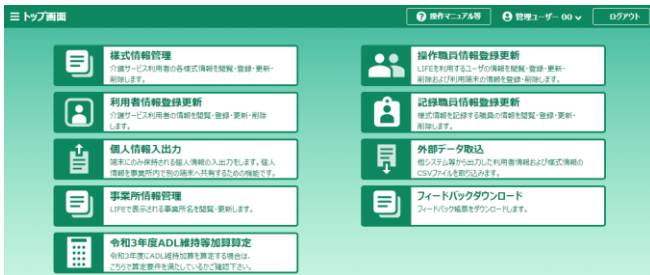 トップ画面
操作マニュアル等
管理ユーザー 00
ログアウト
様式情報管理
介護サービス利用者の各様式情報を閲覧・登録・更新・
削除します。
操作職員情報登録更新
LIFEを利用するユーザの情報を閲覧・登録・更新・
削除および利用端末の情報を登録・削除します。
利用者情報登録更新
介護サービス利用者の情報を閲覧・登録・更新・削除
します。
記録職員情報登録更新
様式情報を記録する職員の情報を閲覧・登録・更新・
削除します。
個人情報入出力
端末にのみ保持される個人情報の入出力をします。個人
情報を事業所内で別の端末へ共有するための機能です。
外部データ取込
他システム等から出力した利用者情報および様式情報の
CSVファイルを取り込みます。
事業所情報管理
LIFEで表示される事業所名を閲覧・更新します。
フィードバックダウンロード
フィードバック帳票をダウンロードします。
令和3年度ADL維持等加算算定
令和3年度にADL維持加算を算定する場合は、
こちらで算定要件を満たしているかご確認下さい。